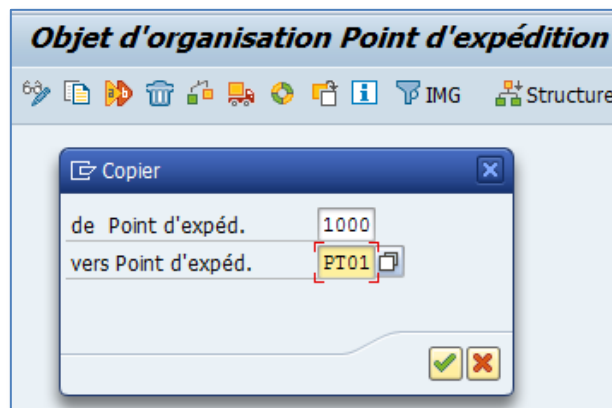 Objet d'organisation Point d'expédition
IMG Structure
Copier
de Point d'expéd. 1000
vers Point d'expéd. PT01